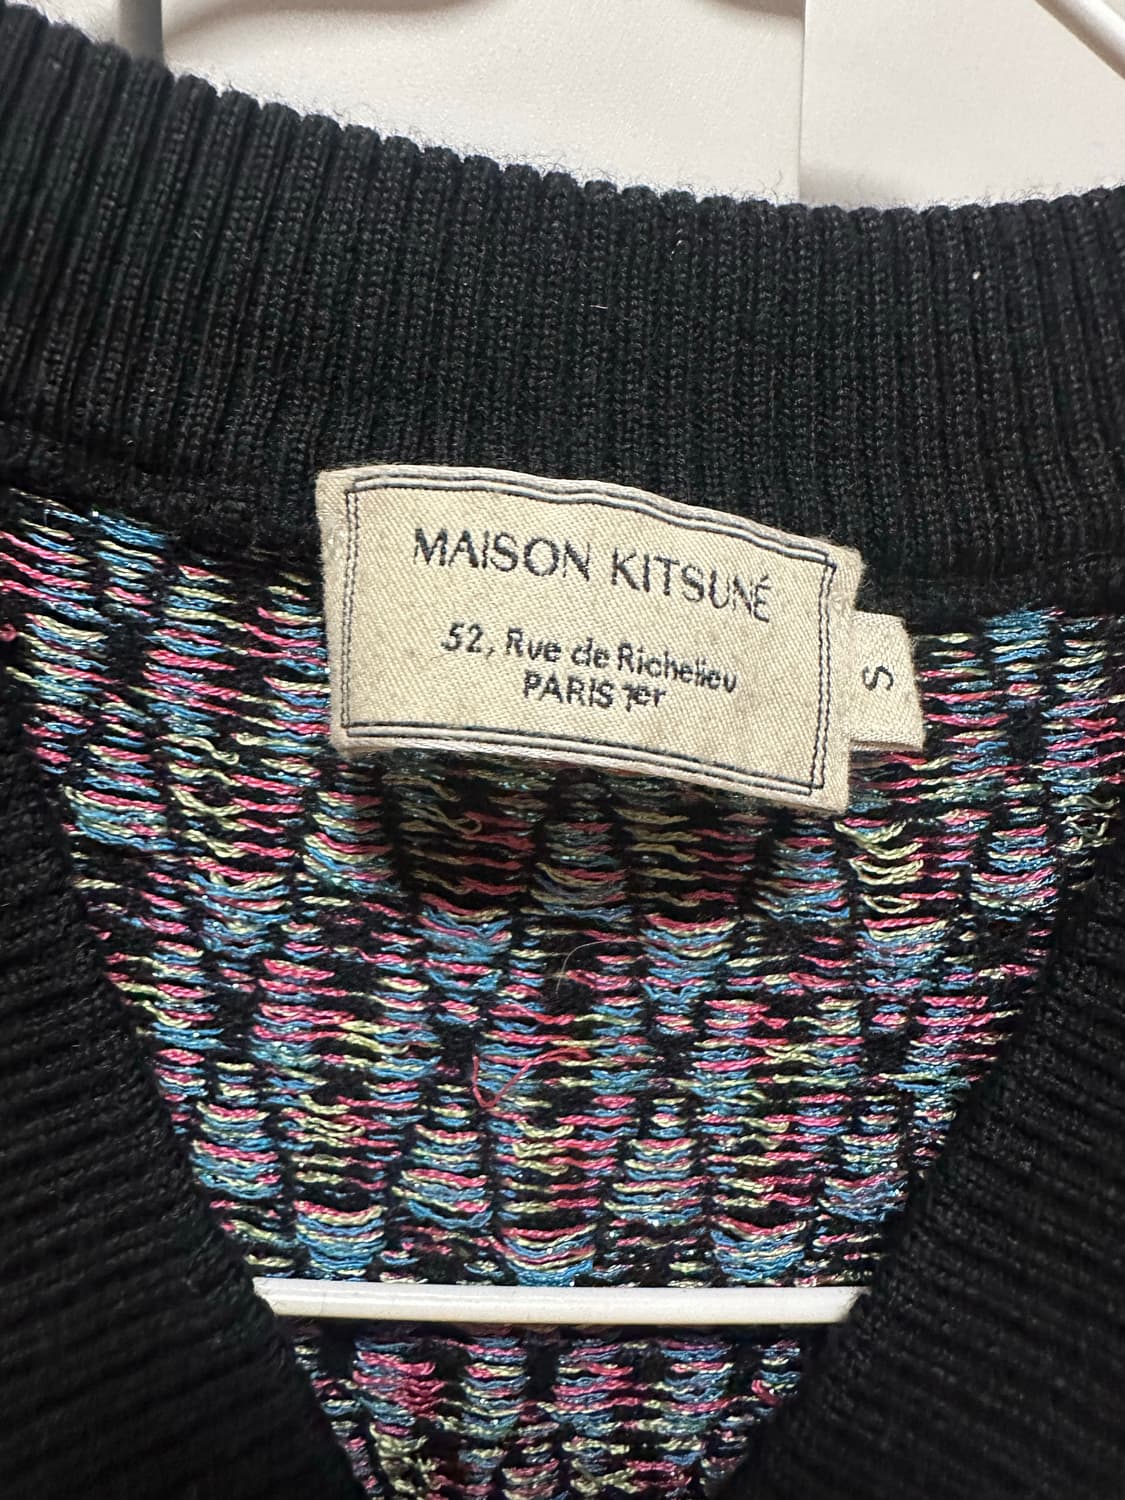 MAISON KITSUNÉ
52, Rue de Richelieu
PARIS 1er
S